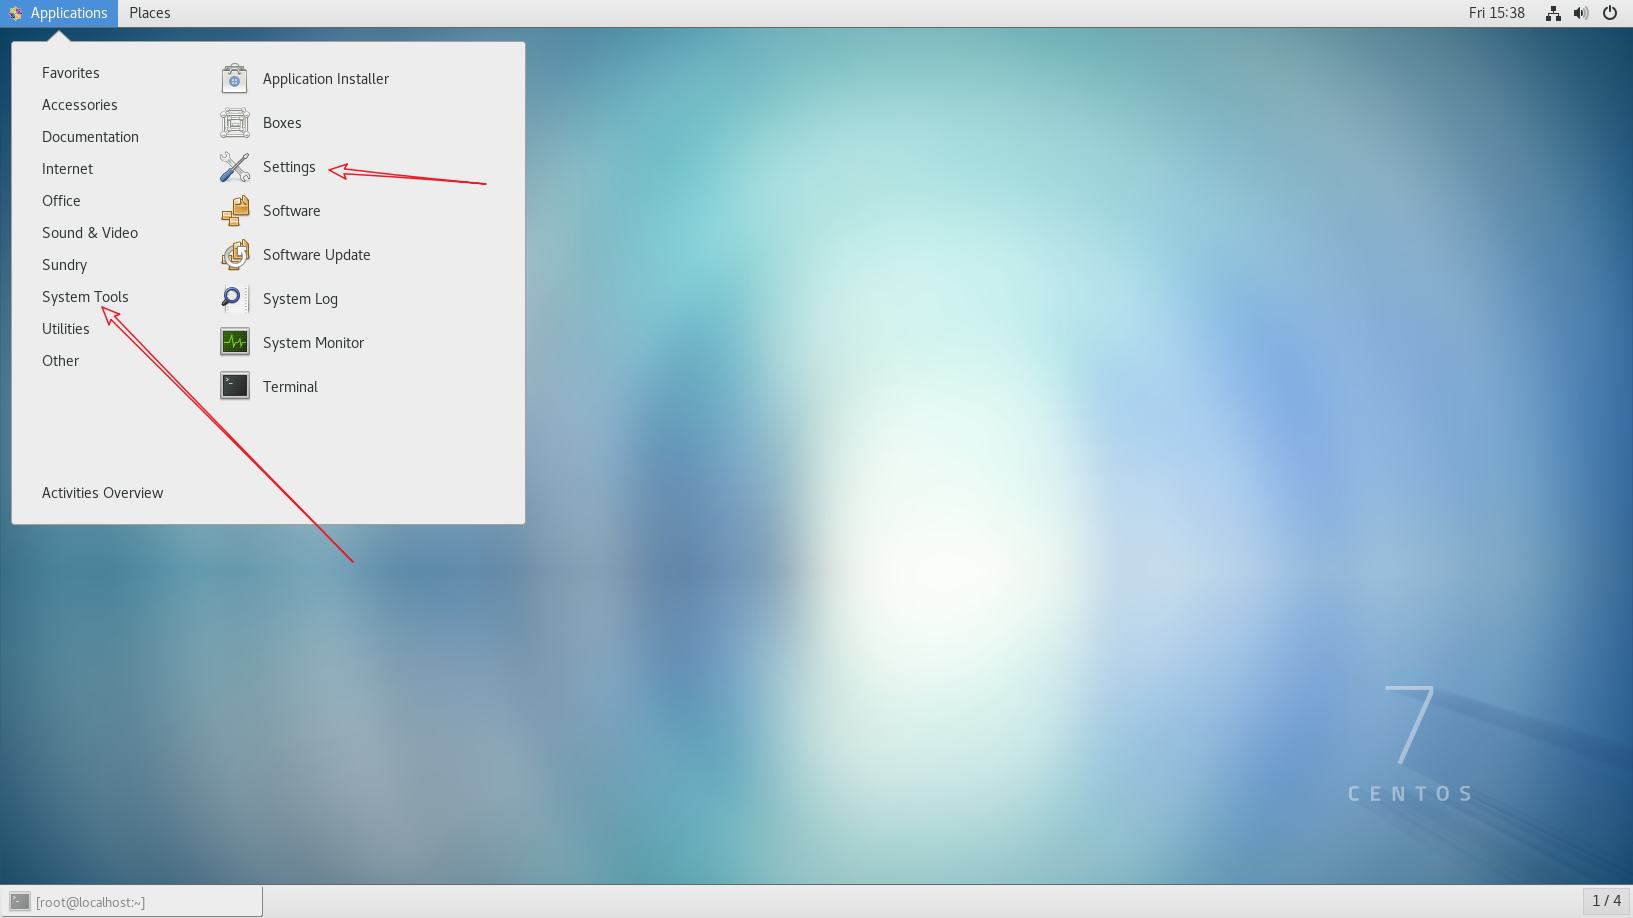 Applications Places Fri 15:38
Favorites
Accessories
Documentation
Internet
Office
Sound & Video
Sundry
System Tools
Utilities
Other
Activities Overview
Application Installer
Boxes
Settings
Software
Software Update
System Log
System Monitor
Terminal
7
CENTOS
[root@localhost:~]
1 / 4